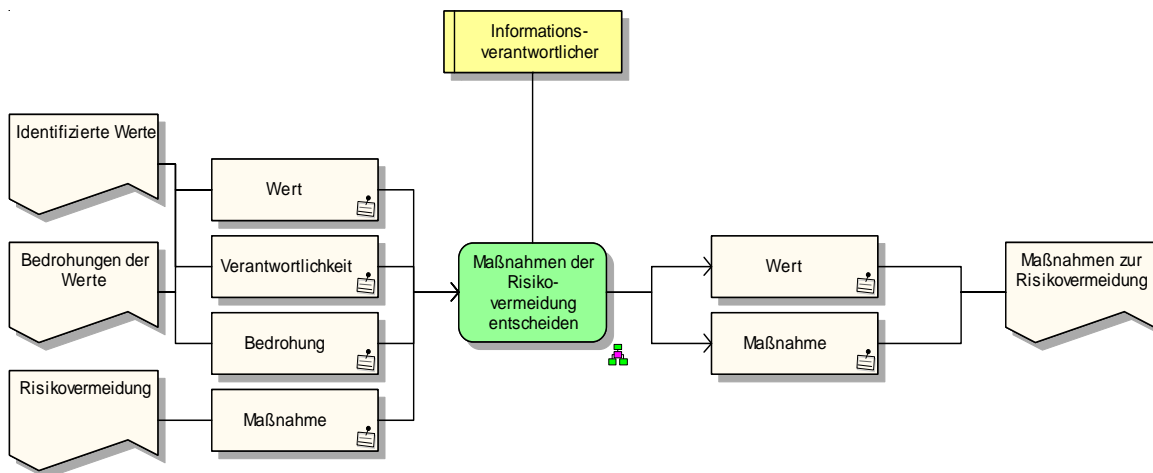 Informations-
verantwortlicher
Identifizierte Werte
Wert
Bedrohungen der
Werte
Verantwortlichkeit
Bedrohung
Risikovermeidung
Maßnahme
Maßnahmen der
Risiko-
vermeidung
entscheiden
Wert
Maßnahme
Maßnahmen zur
Risikovermeidung